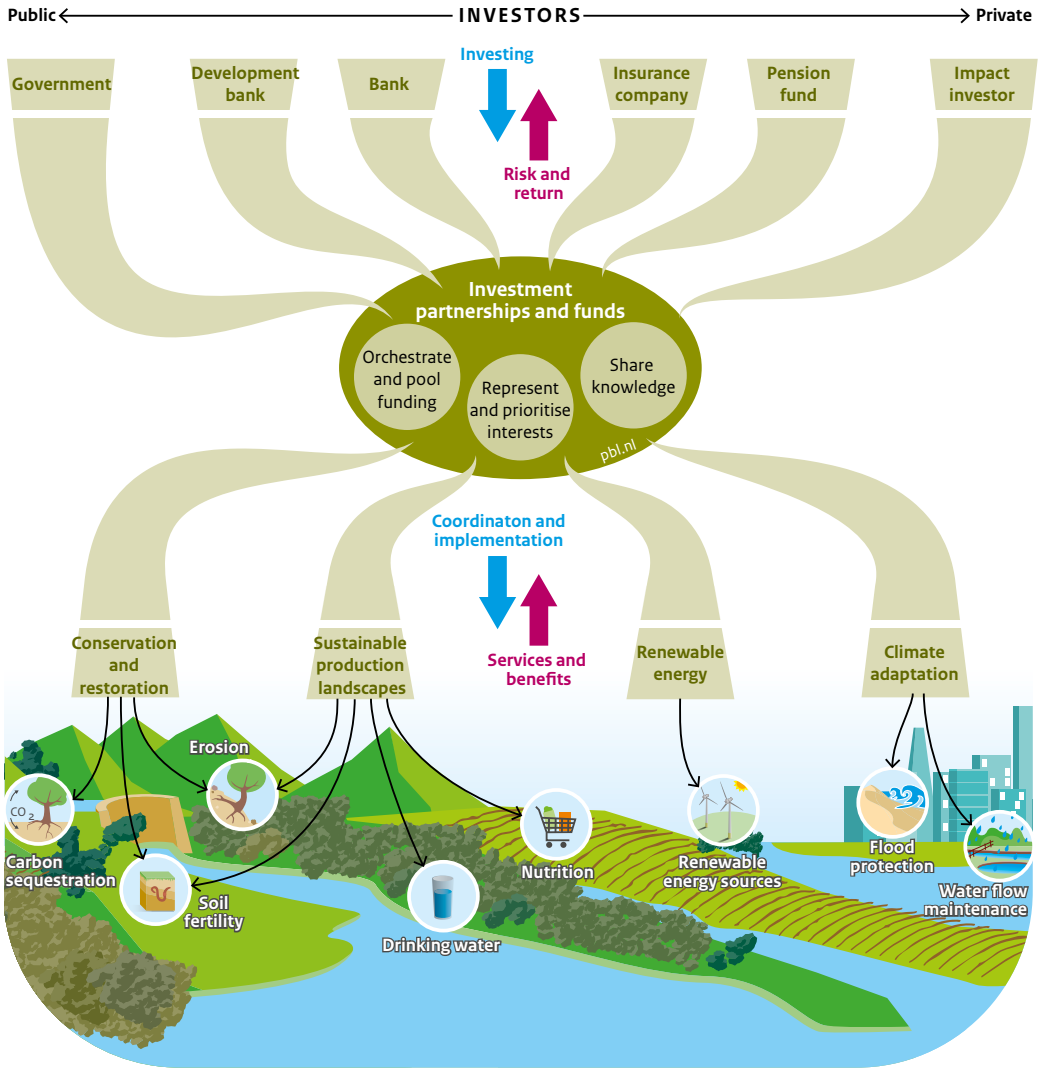 Public
INVESTORS
Private
Investing
Government
Development
bank
Bank
Insurance
company
Pension
fund
Impact
investor
Risk and
return
Investment
partnerships and funds
Orchestrate
and pool
funding
Represent
and prioritise
interests
Share
knowledge
pbl.nl
Coordinaton and
implementation
Services and
benefits
Conservation
and
restoration
Sustainable
production
landscapes
Renewable
energy
Climate
adaptation
Erosion
CO2
Carbon
sequestration
Soil
fertility
Drinking water
Nutrition
Renewable
energy sources
Flood
protection
Water flow
maintenance